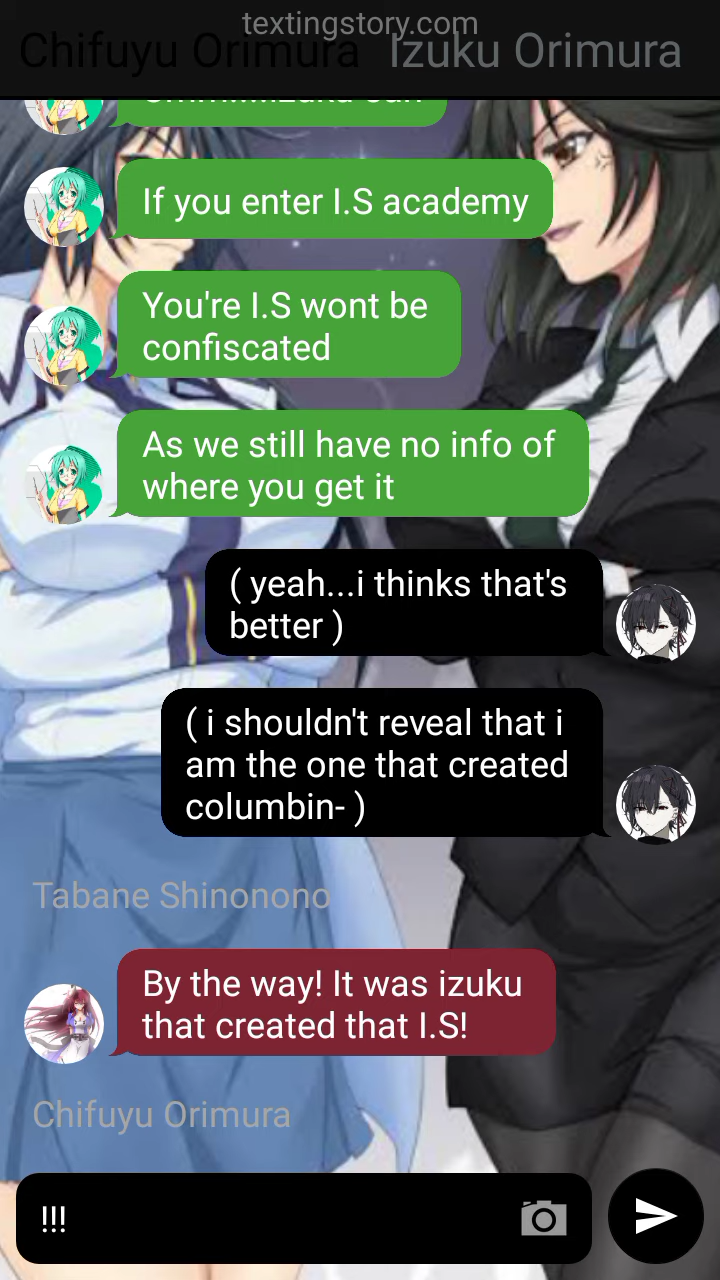 textingstory.com
Chifuyu Orimura Izuku Orimura
If you enter I.S academy
You're I.S wont be
confiscated
As we still have no info of
where you get it
( yeah...i thinks that's
better )
( i shouldn't reveal that i
am the one that created
columbin- )
Tabane Shinonono
By the way! It was izuku
that created that I.S!
Chifuyu Orimura
!!!